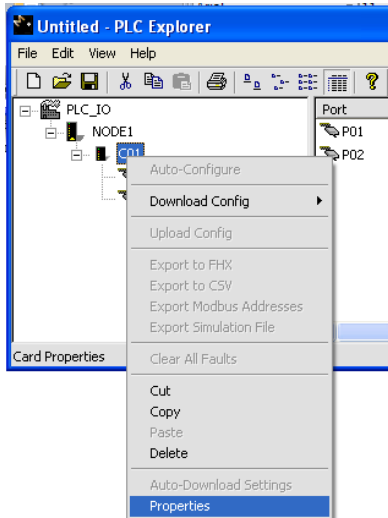 Untitled - PLC Explorer
File Edit View Help
PLC_IO
NODE1
C01
Port
P01
P02
Auto-Configure
Download Config
Upload Config
Export to FHX
Export to CSV
Export Modbus Addresses
Export Simulation File
Card Properties
Clear All Faults
Cut
Copy
Paste
Delete
Auto-Download Settings
Properties